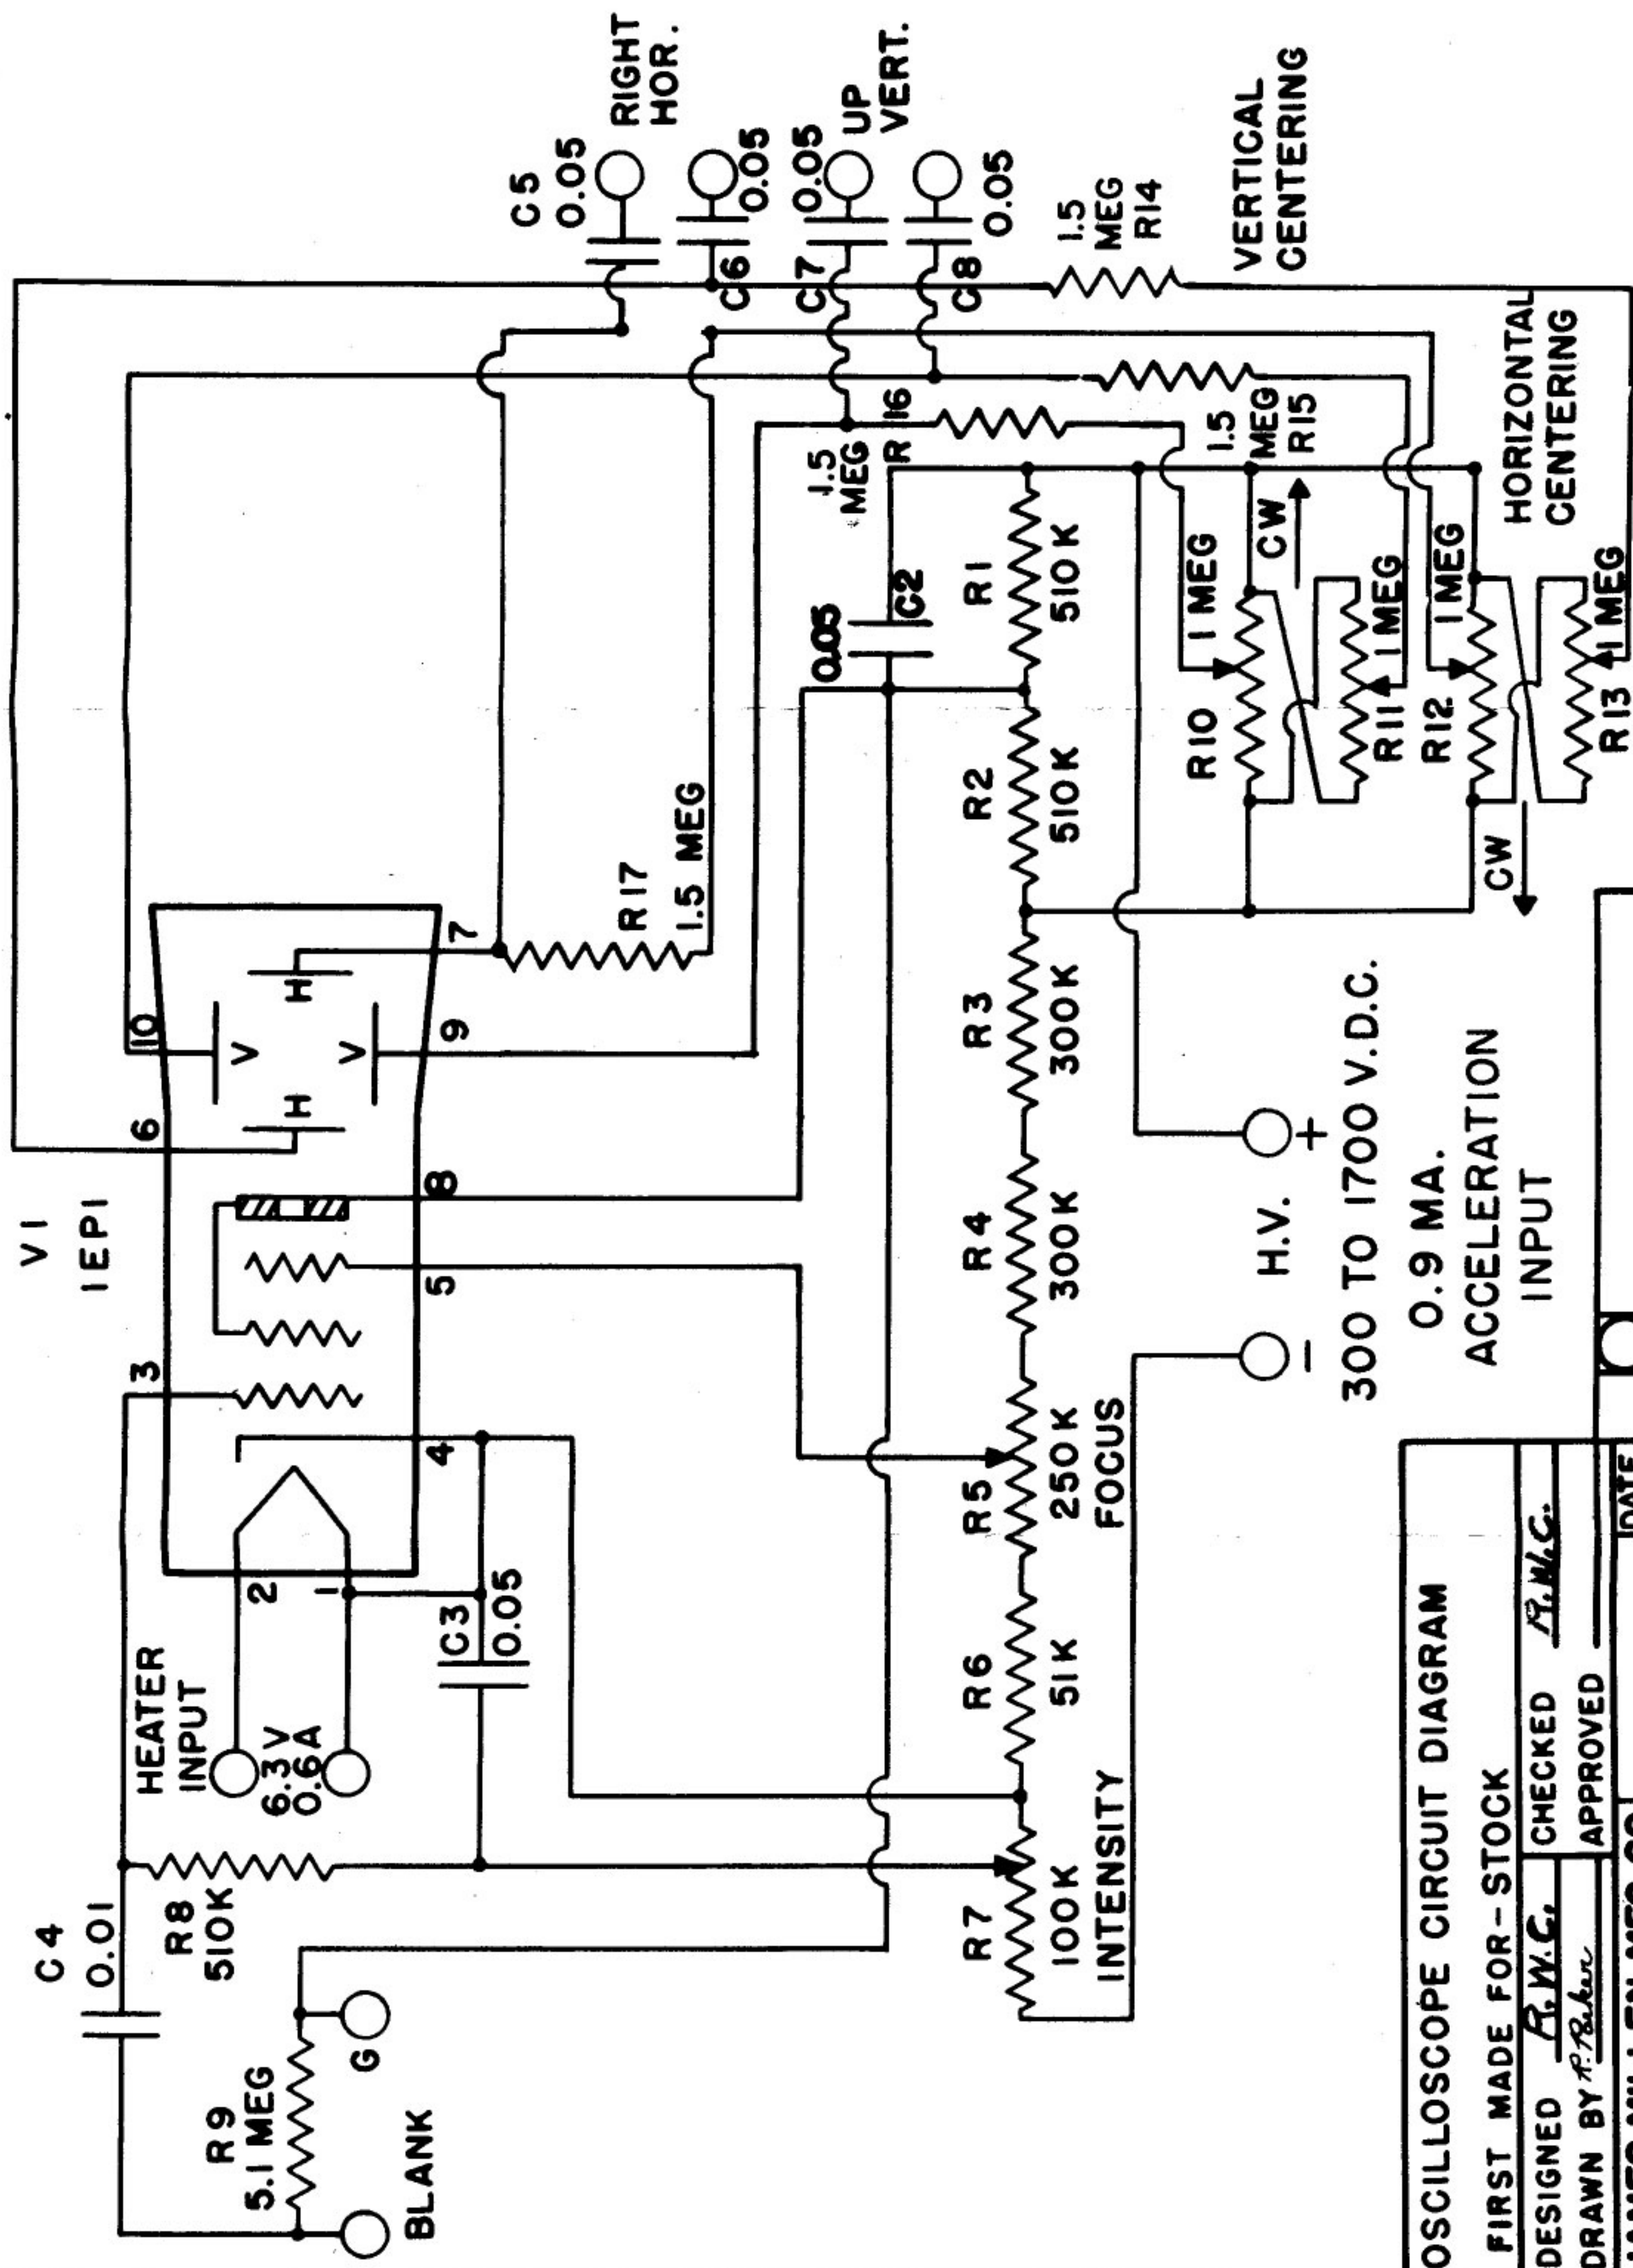 V1
1EP1
10
6
3
2
1
4
5
8
9
7
V
V
H
H
HEATER
INPUT
6.3 V
0.6 A
C4
0.01
R8
510K
R9
5.1 MEG
G
BLANK
C3
0.05
R17
1.5 MEG
C5
0.05
RIGHT
HOR.
C6
0.05
C7
0.05
UP
VERT.
C8
0.05
1.5
MEG
R14
1.5
MEG
R16
1.5
MEG
R15
0.05
C2
R7
100K
INTENSITY
R6
51K
R5
250K
FOCUS
R4
300K
R3
300K
R2
510K
R1
510K
VERTICAL
CENTERING
R10
1 MEG
CW
R11
1 MEG
R12
1 MEG
CW
R13
1 MEG
HORIZONTAL
CENTERING
-
H.V.
+
300 TO 1700 V.D.C.
0.9 MA.
ACCELERATION
INPUT
OSCILLOSCOPE CIRCUIT DIAGRAM
FIRST MADE FOR-STOCK
DESIGNED R.W.C. CHECKED R.W.C.
DRAWN BY P. Baker APPROVED
DATE